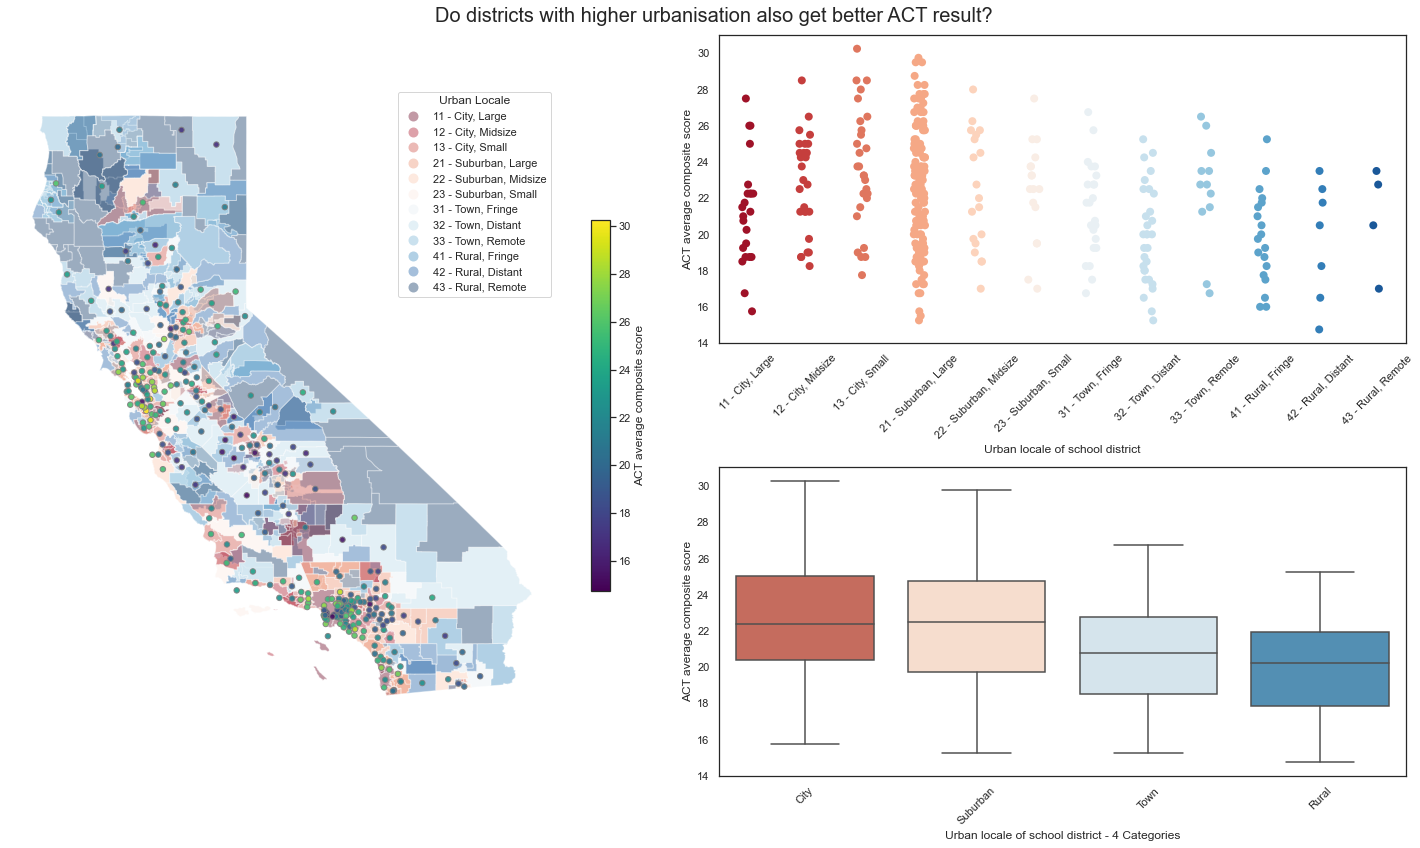 Do districts with higher urbanisation also get better ACT result?
Urban Locale
11 - City, Large
12 - City, Midsize
13 - City, Small
21 - Suburban, Large
22 - Suburban, Midsize
23 - Suburban, Small
31 - Town, Fringe
32 - Town, Distant
33 - Town, Remote
41 - Rural, Fringe
42 - Rural, Distant
43 - Rural, Remote
30
28
26
24
22
20
18
16
ACT average composite score
30
28
26
24
22
20
18
16
14
ACT average composite score
11 - City, Large
12 - City, Midsize
13 - City, Small
21 - Suburban, Large
22 - Suburban, Midsize
23 - Suburban, Small
31 - Town, Fringe
32 - Town, Distant
33 - Town, Remote
41 - Rural, Fringe
42 - Rural, Distant
43 - Rural, Remote
Urban locale of school district
30
28
26
24
22
20
18
16
14
ACT average composite score
City
Suburban
Town
Rural
Urban locale of school district - 4 Categories